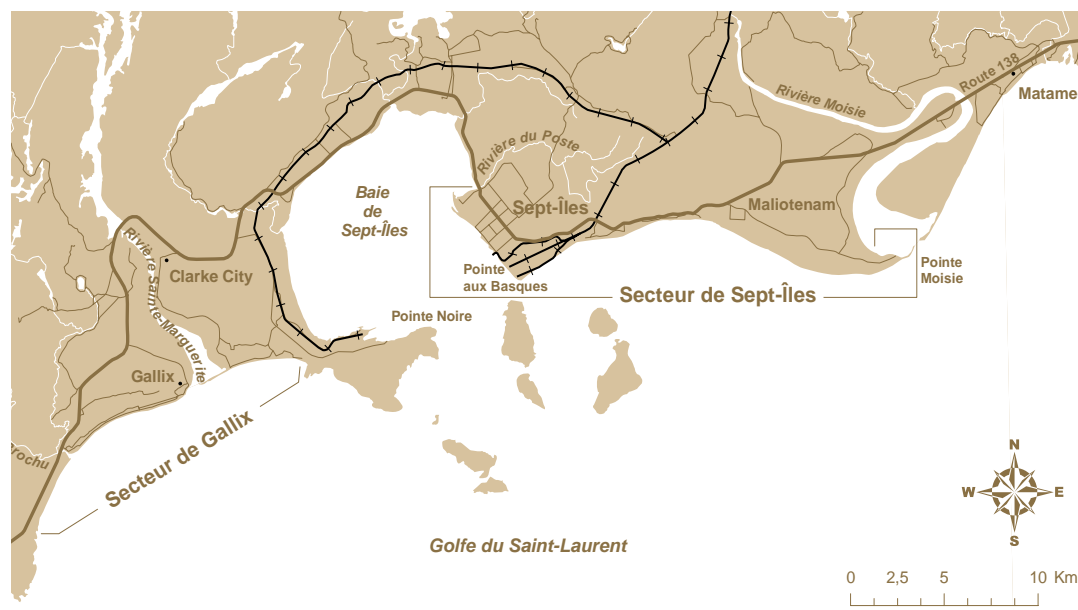 Route 138
Matame
Rivière Moisie
Rivière du Poste
Baie
de
Sept-Îles
Sept-Îles
Maliotenam
Rivière Sainte-Marguerite
Clarke City
Pointe
aux Basques
Pointe
Moisie
Secteur de Sept-Îles
Pointe Noire
Gallix
Secteur de Gallix
rochu
N
W
E
S
Golfe du Saint-Laurent
0 2,5 5 10 Km